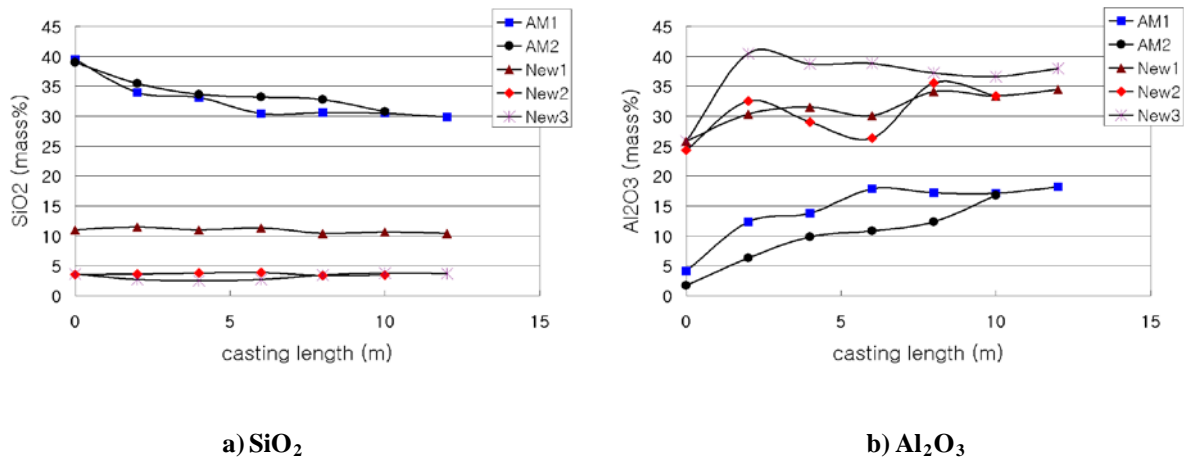 45
40
35
30
25
20
15
10
5
0
SiO2 (mass%)
0
5
10
15
casting length (m)
AM1
AM2
New1
New2
New3
a) SiO₂
45
40
35
30
25
20
15
10
5
0
Al2O3 (mass%)
0
5
10
15
casting length (m)
AM1
AM2
New1
New2
New3
b) Al₂O₃